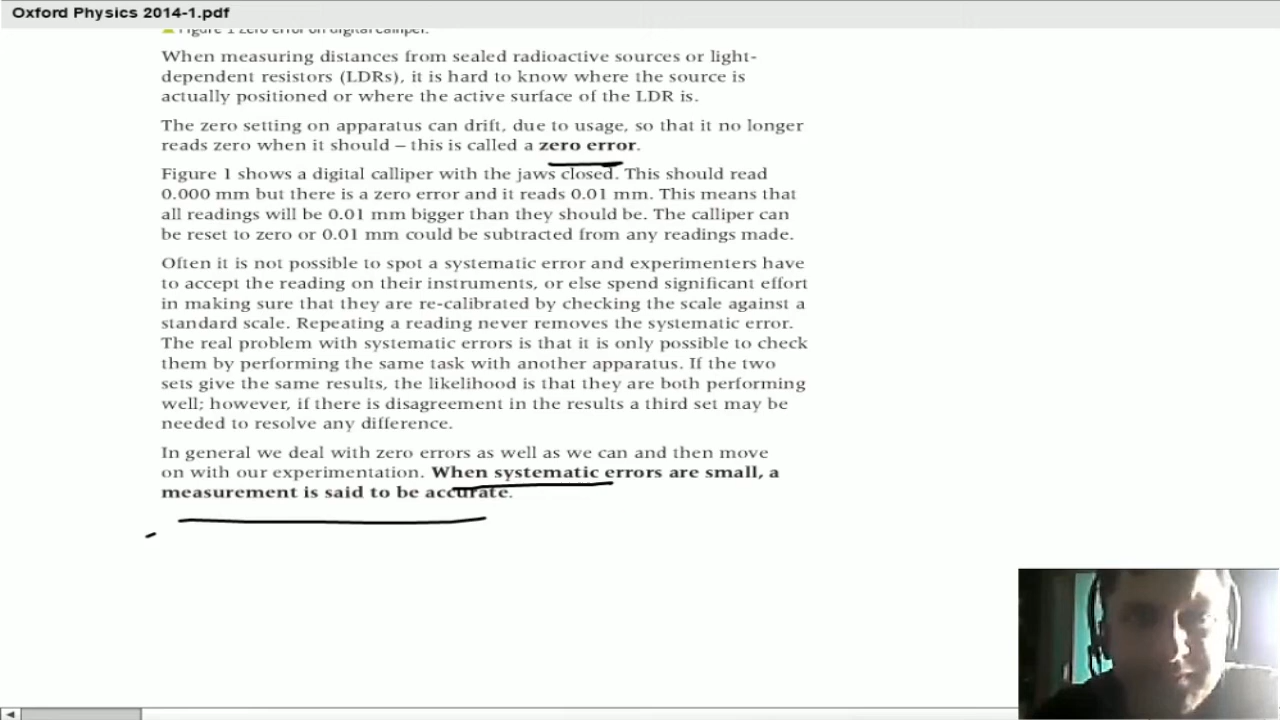 Oxford Physics 2014-1.pdf
Figure 1 Zero error on digital calliper.
When measuring distances from sealed radioactive sources or light-
dependent resistors (LDRs), it is hard to know where the source is
actually positioned or where the active surface of the LDR is.
The zero setting on apparatus can drift, due to usage, so that it no longer
reads zero when it should – this is called a zero error.
Figure 1 shows a digital calliper with the jaws closed. This should read
0.000 mm but there is a zero error and it reads 0.01 mm. This means that
all readings will be 0.01 mm bigger than they should be. The calliper can
be reset to zero or 0.01 mm could be subtracted from any readings made.
Often it is not possible to spot a systematic error and experimenters have
to accept the reading on their instruments, or else spend significant effort
in making sure that they are re-calibrated by checking the scale against a
standard scale. Repeating a reading never removes the systematic error.
The real problem with systematic errors is that it is only possible to check
them by performing the same task with another apparatus. If the two
sets give the same results, the likelihood is that they are both performing
well; however, if there is disagreement in the results a third set may be
needed to resolve any difference.
In general we deal with zero errors as well as we can and then move
on with our experimentation. When systematic errors are small, a
measurement is said to be accurate.